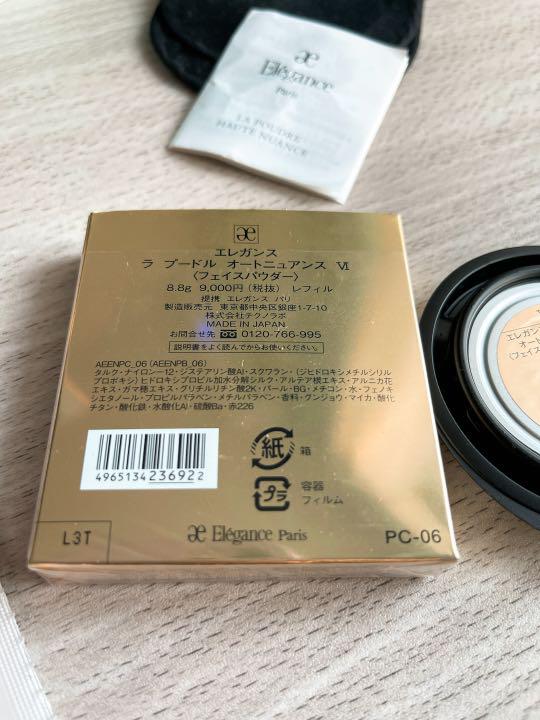 æ
Elégance
Paris
LA POUDRE
HAUTE NUANCE
æ
エレガンス
ラ プードル オートニュアンス Ⅵ
〈フェイスパウダー〉
8.8g 9,000円(税抜) レフィル
提携 エレガンス パリ
製造販売元 東京都中央区銀座1-7-10
株式会社テクノラボ
MADE IN JAPAN
お問合せ先 0120-766-995
説明書をよく読んでからお使いください。
AEENPC_06 (AEENPB_06)
タルク・ナイロン-12・ジステアリン酸Al・スクワラン・(ジヒドロキシメチルシリル
プロポキシ)ヒドロキシプロピル加水分解シルク・アルテア根エキス・アルニカ花
エキス・ガマ穂エキス・グリチルリチン酸2K・パール・BG・メチコン・水・フェノキ
シエタノール・プロピルパラベン・メチルパラベン・香料・グンジョウ・マイカ・酸化
チタン・酸化鉄・水酸化Al・硫酸Ba・赤226
4965134236922
紙 箱
プラ 容器
フィルム
L3T æ Elégance Paris PC-06
エレガンス
オート
〈フェイス